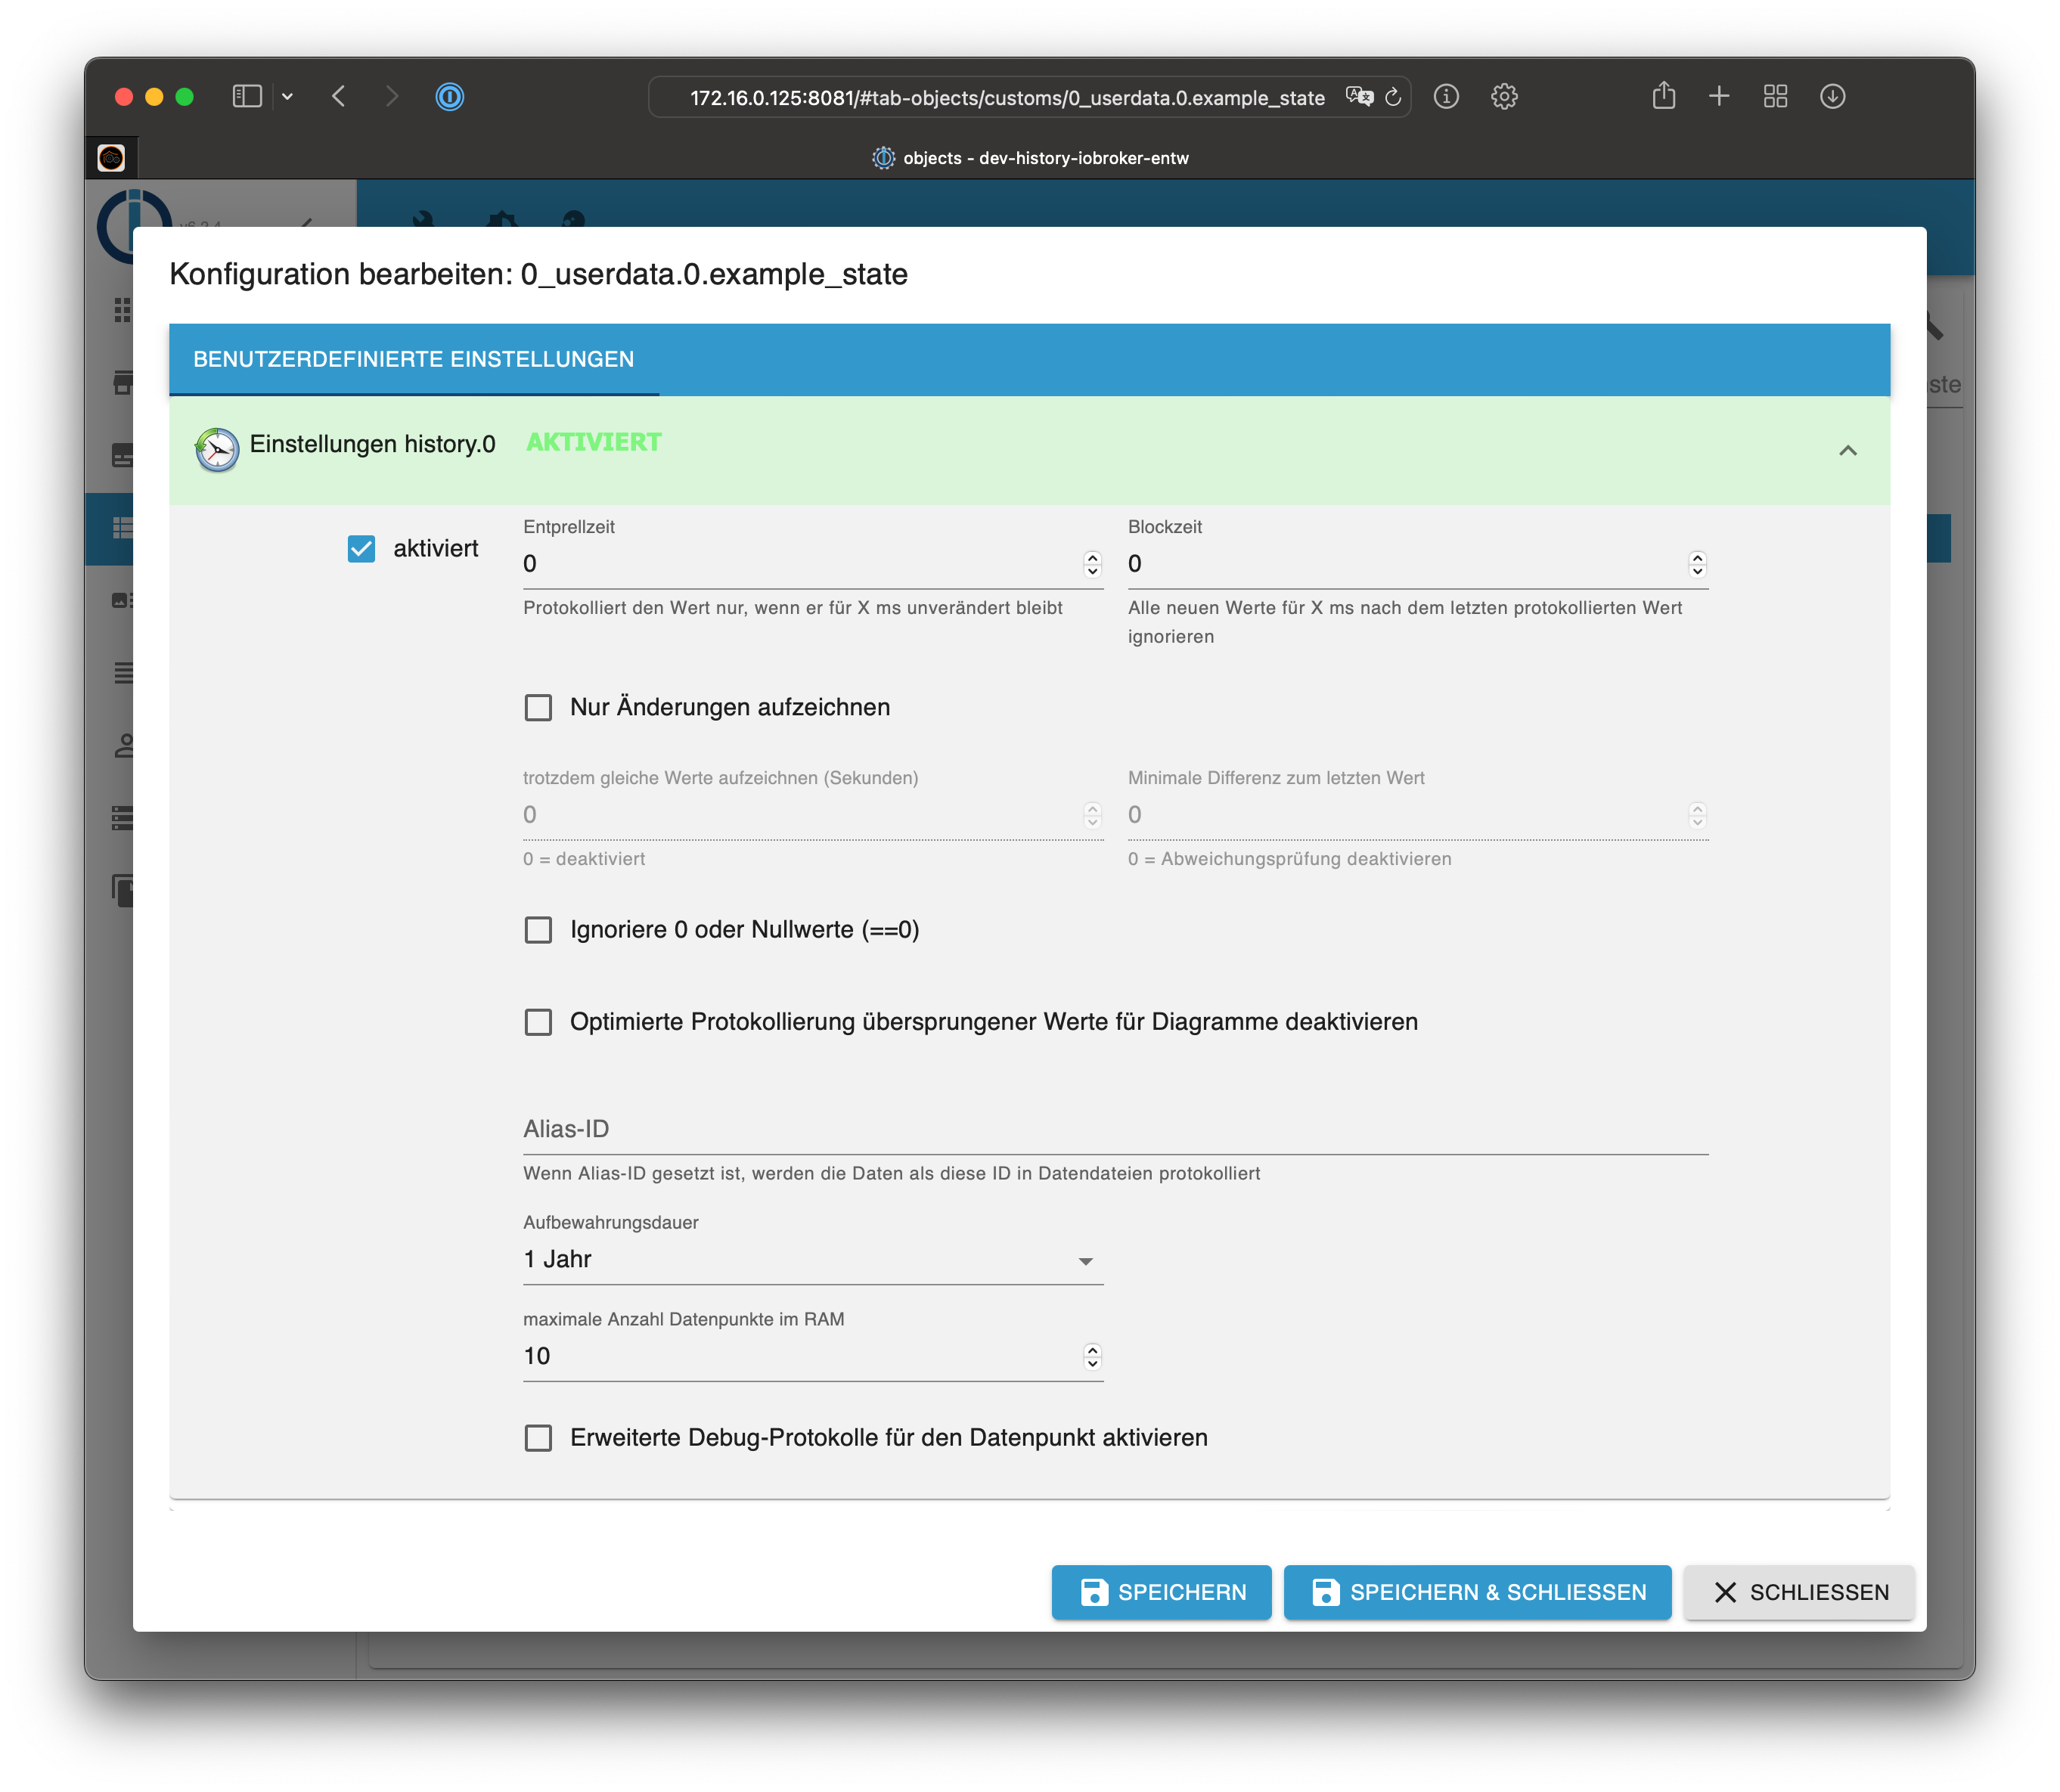 172.16.0.125:8081/#tab-objects/customs/0_userdata.0.example_state
objects - dev-history-iobroker-entw
Konfiguration bearbeiten: 0_userdata.0.example_state
ste
BENUTZERDEFINIERTE EINSTELLUNGEN
Einstellungen history.0 AKTIVIERT
aktiviert
Entprellzeit
0
Protokolliert den Wert nur, wenn er für X ms unverändert bleibt
Blockzeit
0
Alle neuen Werte für X ms nach dem letzten protokollierten Wert
ignorieren
Nur Änderungen aufzeichnen
trotzdem gleiche Werte aufzeichnen (Sekunden)
0
0 = deaktiviert
Minimale Differenz zum letzten Wert
0
0 = Abweichungsprüfung deaktivieren
Ignoriere 0 oder Nullwerte (==0)
Optimierte Protokollierung übersprungener Werte für Diagramme deaktivieren
Alias-ID
Wenn Alias-ID gesetzt ist, werden die Daten als diese ID in Datendateien protokolliert
Aufbewahrungsdauer
1 Jahr
maximale Anzahl Datenpunkte im RAM
10
Erweiterte Debug-Protokolle für den Datenpunkt aktivieren
SPEICHERN
SPEICHERN & SCHLIESSEN
SCHLIESSEN